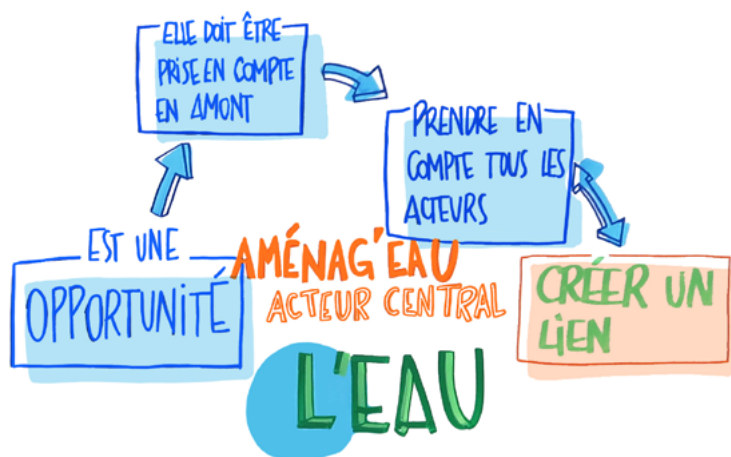 ELLE DOIT ÊTRE
PRISE EN COMPTE
EN AMONT
PRENDRE EN
COMPTE TOUS LES
ACTEURS
EST UNE
OPPORTUNITÉ
AMÉNAG'EAU
ACTEUR CENTRAL
CRÉER UN
LIEN
L'EAU